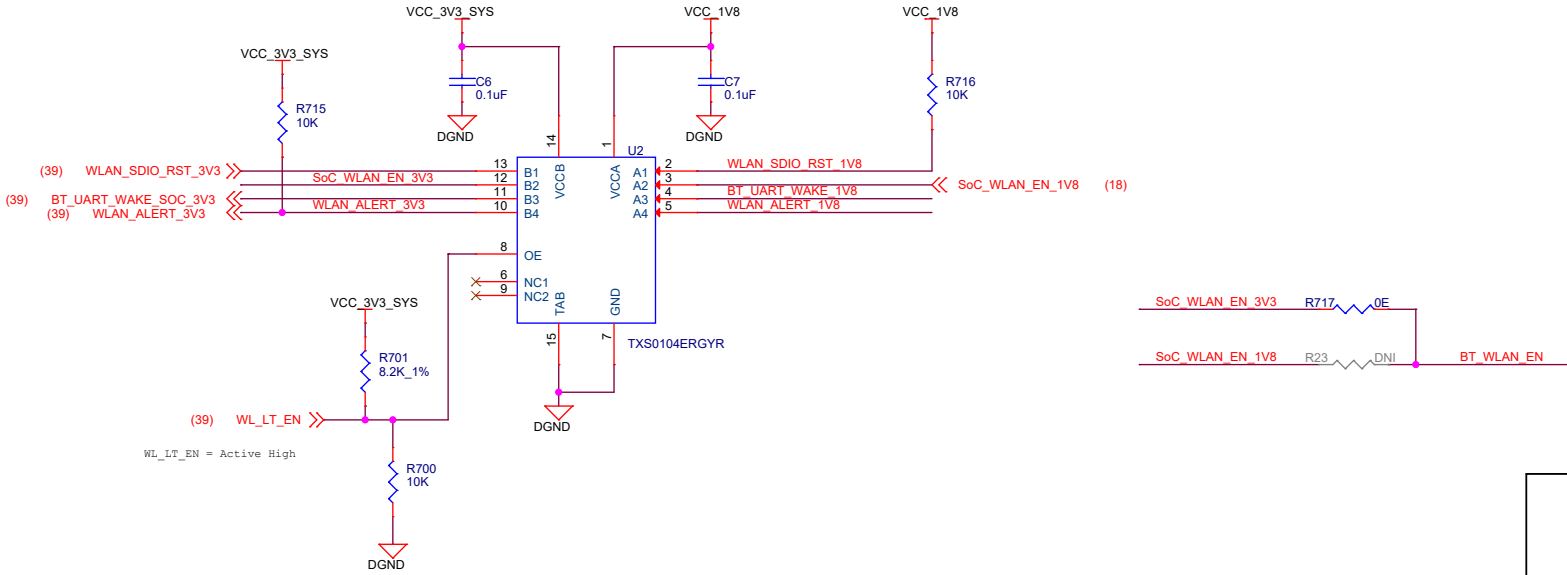 VCC_3V3_SYS
VCC_1V8
VCC_1V8
VCC_3V3_SYS
C6
0.1uF
C7
0.1uF
R716
10K
R715
10K
DGND
DGND
14
1
U2
(39) WLAN_SDIO_RST_3V3
13
B1
VCCB
VCCA
A1
2
WLAN_SDIO_RST_1V8
SoC_WLAN_EN_3V3
12
B2
A2
3
SoC_WLAN_EN_1V8 (18)
(39) BT_UART_WAKE_SOC_3V3
11
B3
A3
4
BT_UART_WAKE_1V8
(39) WLAN_ALERT_3V3
WLAN_ALERT_3V3
10
B4
A4
5
WLAN_ALERT_1V8
8
OE
6
NC1
9
NC2
TAB
GND
15
7
TXS0104ERGYR
VCC_3V3_SYS
R701
8.2K_1%
SoC_WLAN_EN_3V3
R717
0E
SoC_WLAN_EN_1V8
R23
DNI
BT_WLAN_EN
(39) WL_LT_EN
DGND
WL_LT_EN = Active High
R700
10K
DGND